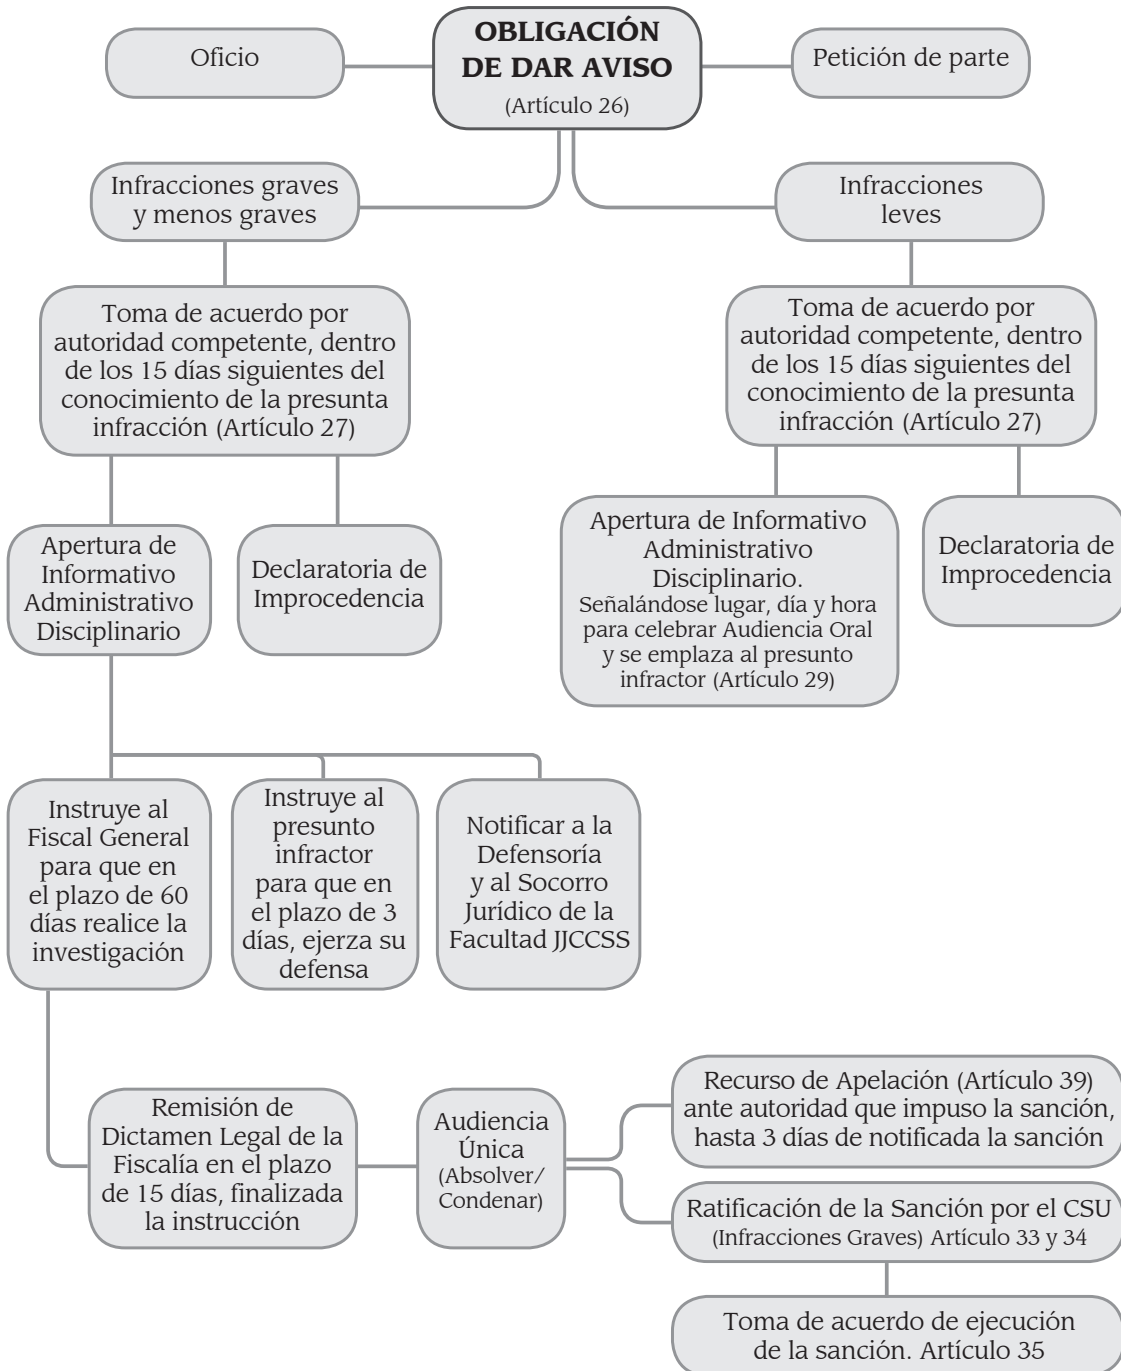 OBLIGACIÓN
DE DAR AVISO
(Artículo 26)
Oficio
Petición de parte
Infracciones graves
y menos graves
Infracciones
leves
Toma de acuerdo por
autoridad competente, dentro
de los 15 días siguientes del
conocimiento de la presunta
infracción (Artículo 27)
Toma de acuerdo por
autoridad competente, dentro
de los 15 días siguientes del
conocimiento de la presunta
infracción (Artículo 27)
Apertura de
Informativo
Administrativo
Disciplinario
Declaratoria de
Improcedencia
Apertura de Informativo
Administrativo
Disciplinario.
Señalándose lugar, día y hora
para celebrar Audiencia Oral
y se emplaza al presunto
infractor (Artículo 29)
Declaratoria de
Improcedencia
Instruye al
Fiscal General
para que en
el plazo de 60
días realice la
investigación
Instruye al
presunto
infractor
para que en
el plazo de 3
días, ejerza su
defensa
Notificar a la
Defensoría
y al Socorro
Jurídico de la
Facultad JJCCSS
Remisión de
Dictamen Legal de la
Fiscalía en el plazo
de 15 días, finalizada
la instrucción
Audiencia
Única
(Absolver/
Condenar)
Recurso de Apelación (Artículo 39)
ante autoridad que impuso la sanción,
hasta 3 días de notificada la sanción
Ratificación de la Sanción por el CSU
(Infracciones Graves) Artículo 33 y 34
Toma de acuerdo de ejecución
de la sanción. Artículo 35